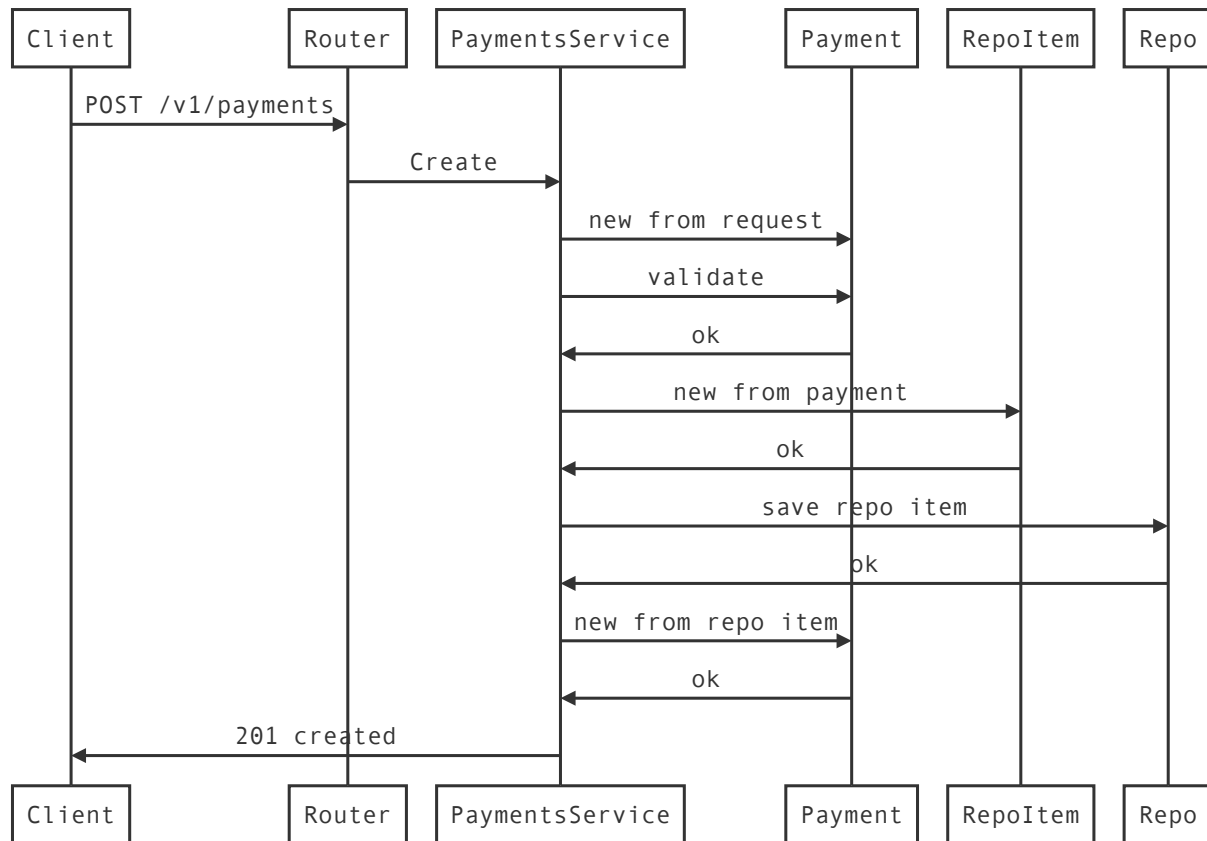 Client Router PaymentsService Payment RepoItem Repo
POST /v1/payments
Create
new from request
validate
ok
new from payment
ok
save repo item
ok
new from repo item
ok
201 created
Client Router PaymentsService Payment RepoItem Repo